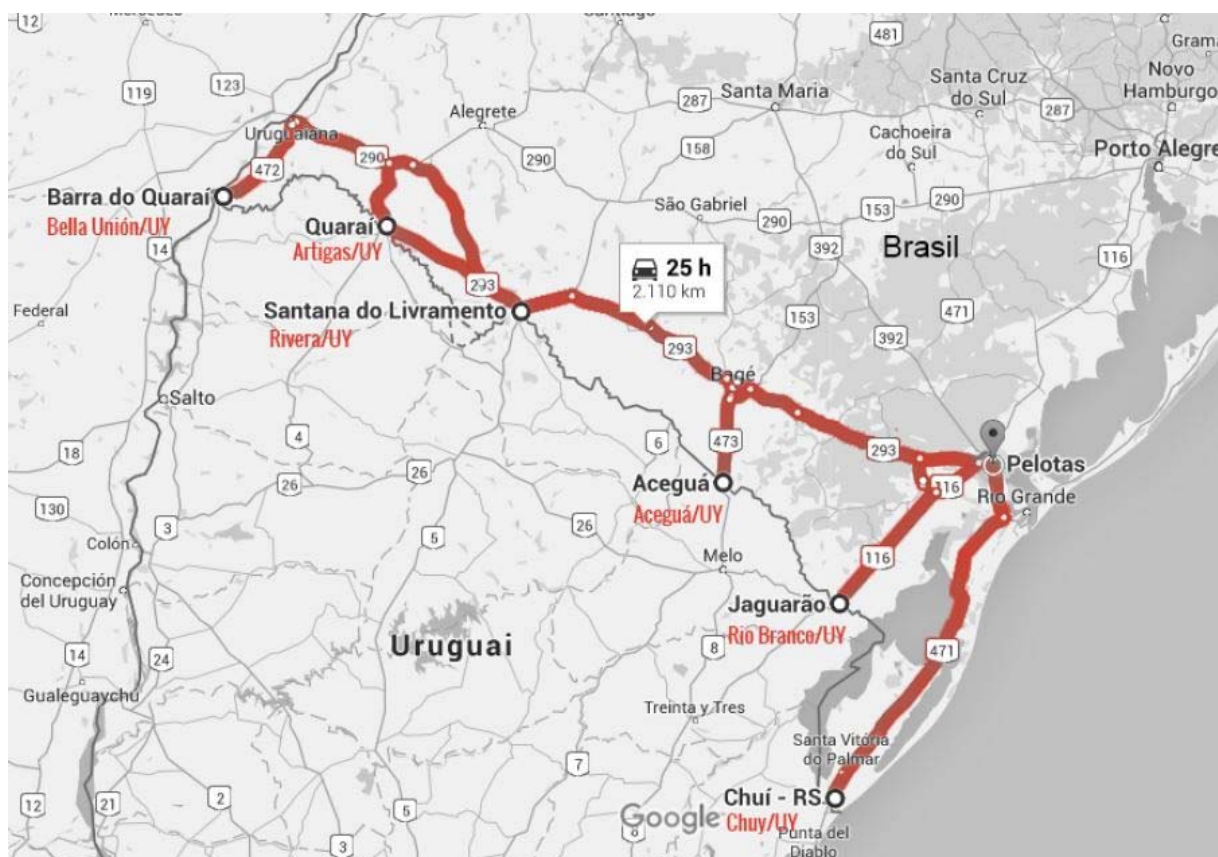 12
Santiago
481
Grama
119
123
Alegrete
Santa Maria
287
Santa Cruz
do Sul
Novo
Hamburgo
287
Uruguaiana
290
290
158
Cachoeira
do Sul
Porto Alegre
472
Barra do Quaraí
Bella Unión/UY
Quaraí
Artigas/UY
São Gabriel
290
153
290
14
392
Brasil
116
25 h
2.110 km
293
Federal
Santana do Livramento
Rivera/UY
293
153
471
392
Bagé
Salto
4
6
473
293
Pelotas
18
26
26
Aceguá
Aceguá/UY
116
Rio Grande
130
3
5
26
Colón
Melo
116
Concepción
del Uruguay
Jaguarão
Rio Branco/UY
Uruguai
14
24
8
471
Gualeguaychú
Treinta y Tres
Santa Vitória
do Palmar
7
12
21
2
5
Chuí - RS
Chuy/UY
Google
8
3
Punta del
Diablo